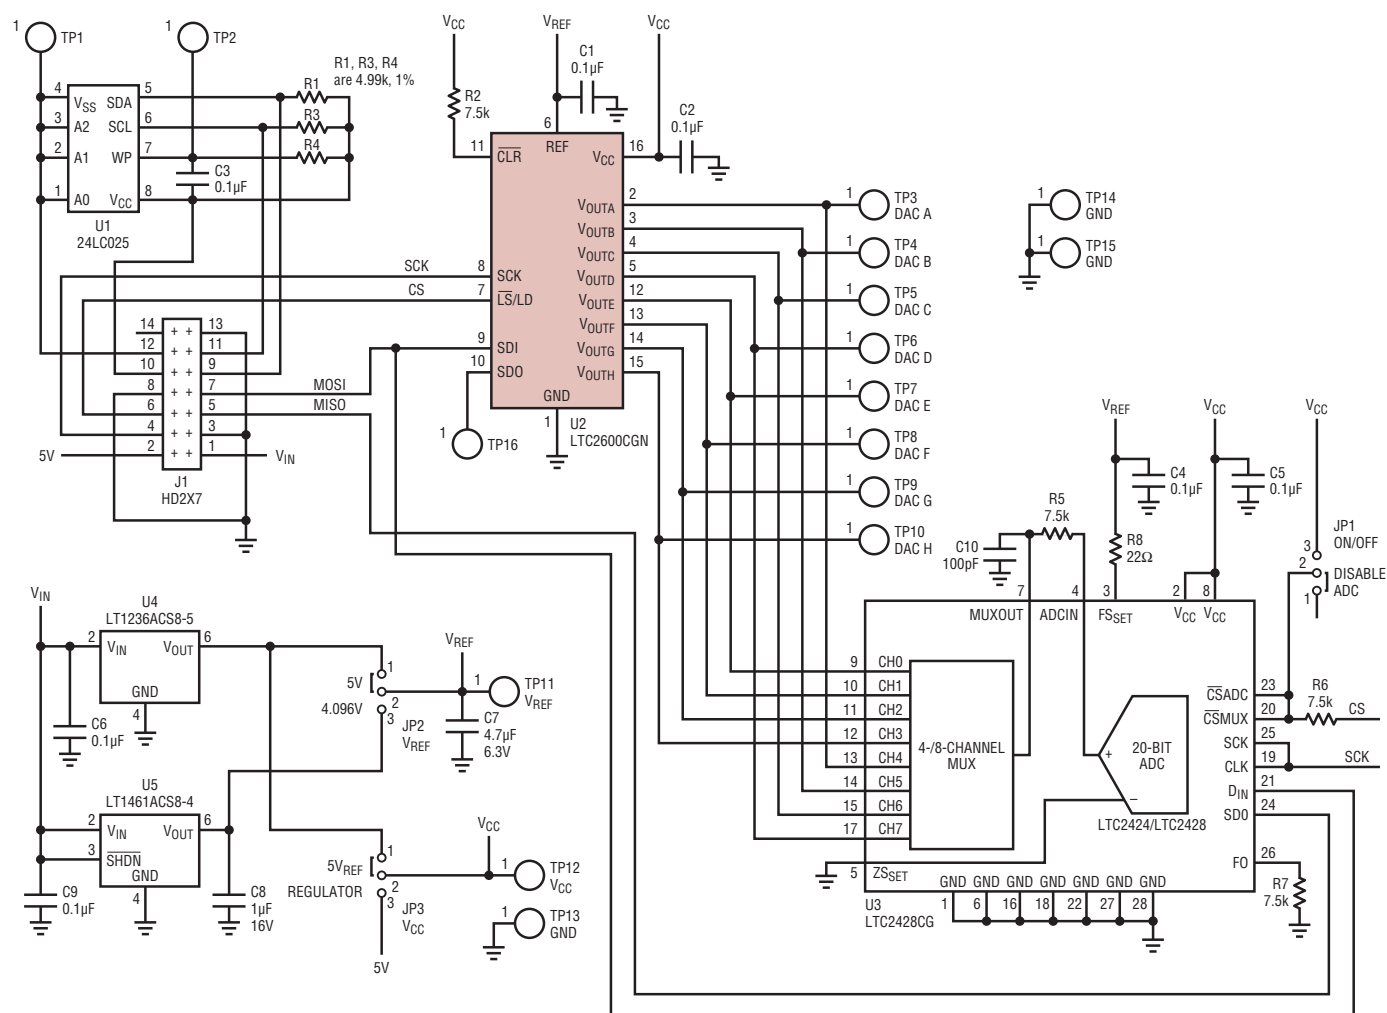 1 TP1
1 TP2
R1, R3, R4
are 4.99k, 1%
4 VSS SDA 5 R1
3 A2 SCL 6 R3
2 A1 WP 7 R4
1 A0 VCC 8
C3
0.1µF
U1
24LC025
VCC
R2
7.5k
VREF
C1
0.1µF
VCC
C2
0.1µF
6
REF
11 CLR
VCC 16
VOUTA 2
VOUTB 3
VOUTC 4
VOUTD 5
VOUTE 12
VOUTF 13
VOUTG 14
VOUTH 15
SCK 8 SCK
CS 7 LS/LD
9 SDI
10 SDO
GND
1
U2
LTC2600CGN
1 TP16
1 TP3
DAC A
1 TP4
DAC B
1 TP5
DAC C
1 TP6
DAC D
1 TP7
DAC E
1 TP8
DAC F
1 TP9
DAC G
1 TP10
DAC H
1 TP14
GND
1 TP15
GND
14 + + 13
12 + + 11
10 + + 9
8 + + 7 MOSI
6 + + 5 MISO
4 + + 3
5V 2 + + 1 VIN
J1
HD2X7
VIN
U4
LT1236ACS8-5
2 VIN VOUT 6
GND
4
C6
0.1µF
U5
LT1461ACS8-4
2 VIN VOUT 6
3 SHDN
GND
4
C9
0.1µF
C8
1µF
16V
5V
4.096V
1
2
3
JP2
VREF
VREF
1 TP11
VREF
C7
4.7µF
6.3V
5VREF
REGULATOR
1
2
3
JP3
VCC
5V
VCC
1 TP12
VCC
1 TP13
GND
VREF
C4
0.1µF
VCC
C5
0.1µF
VCC
JP1
ON/OFF
3
2
1
DISABLE
ADC
R5
7.5k
C10
100pF
R8
22Ω
7 4 3 2 8
MUXOUT ADCIN FSSET VCC VCC
9 CH0
10 CH1
11 CH2
12 CH3
13 CH4
14 CH5
15 CH6
17 CH7
4-/8-CHANNEL
MUX
+
–
20-BIT
ADC
LTC2424/LTC2428
CSADC 23
CSMUX 20
SCK 25
CLK 19
DIN 21
SD0 24
FO 26
R6
7.5k
CS
SCK
R7
7.5k
5 ZSSET
GND GND GND GND GND GND GND
1 6 16 18 22 27 28
U3
LTC2428CG